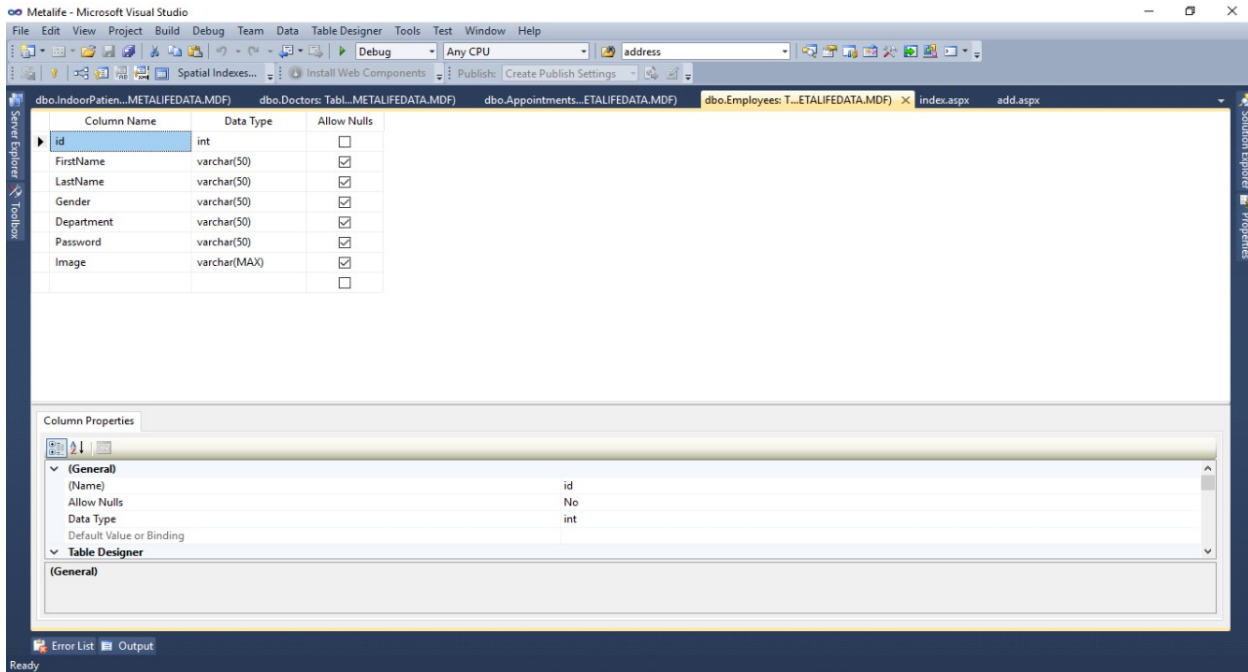 Metalife - Microsoft Visual Studio
File Edit View Project Build Debug Team Data Table Designer Tools Test Window Help
Debug Any CPU address
Spatial Indexes... Install Web Components Publish: Create Publish Settings
dbo.IndoorPatien...METALIFEDATA.MDF) dbo.Doctors: Tabl...METALIFEDATA.MDF) dbo.Appointments...ETALIFEDATA.MDF) dbo.Employees: T...ETALIFEDATA.MDF) index.aspx add.aspx
Server Explorer
Toolbox
Solution Explorer
Properties
Column Name Data Type Allow Nulls
id int
FirstName varchar(50)
LastName varchar(50)
Gender varchar(50)
Department varchar(50)
Password varchar(50)
Image varchar(MAX)
Column Properties
(General)
(Name) id
Allow Nulls No
Data Type int
Default Value or Binding
Table Designer
(General)
Error List Output
Ready